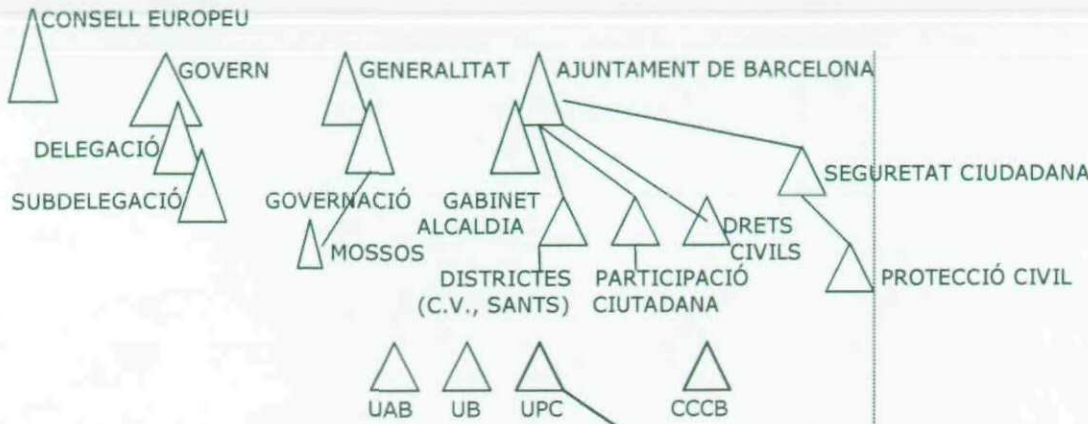 CONSELL EUROPEU
GOVERN
GENERALITAT
AJUNTAMENT DE BARCELONA
DELEGACIÓ
SEGURETAT CIUDADANA
SUBDELEGACIÓ
GOVERNACIÓ
GABINET
ALCALDIA
MOSSOS
DRETS
CIVILS
DISTRICTES
(C.V., SANTS)
PARTICIPACIÓ
CIUTADANA
PROTECCIÓ CIVIL
UAB
UB
UPC
CCCB